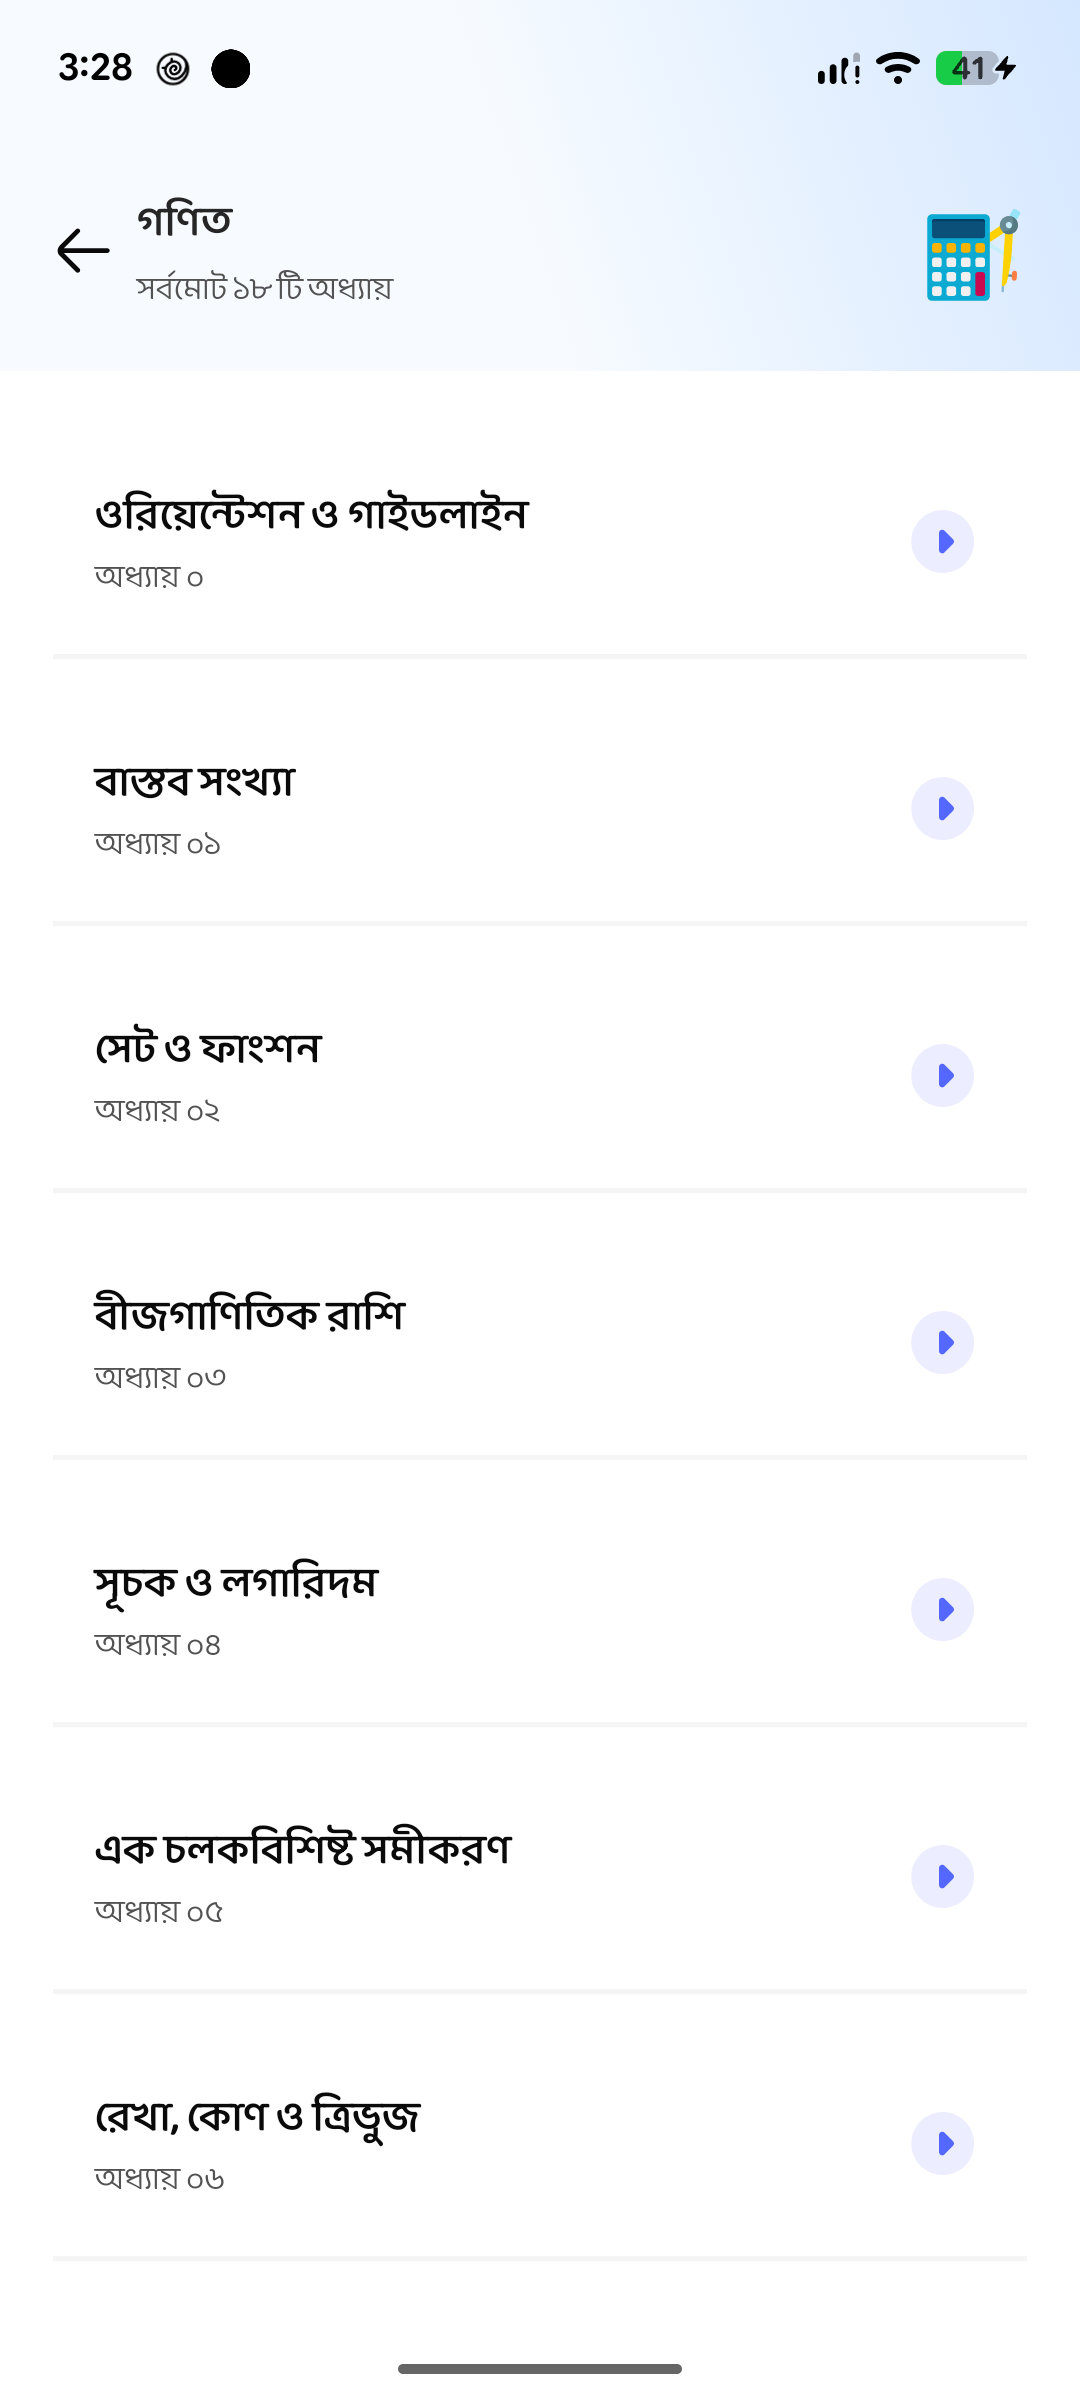 3:28
41
গণিত
সর্বমোট ১৮ টি অধ্যায়
ওরিয়েন্টেশন ও গাইডলাইন
অধ্যায় ০
বাস্তব সংখ্যা
অধ্যায় ০১
সেট ও ফাংশন
অধ্যায় ০২
বীজগাণিতিক রাশি
অধ্যায় ০৩
সূচক ও লগারিদম
অধ্যায় ০৪
এক চলকবিশিষ্ট সমীকরণ
অধ্যায় ০৫
রেখা, কোণ ও ত্রিভুজ
অধ্যায় ০৬